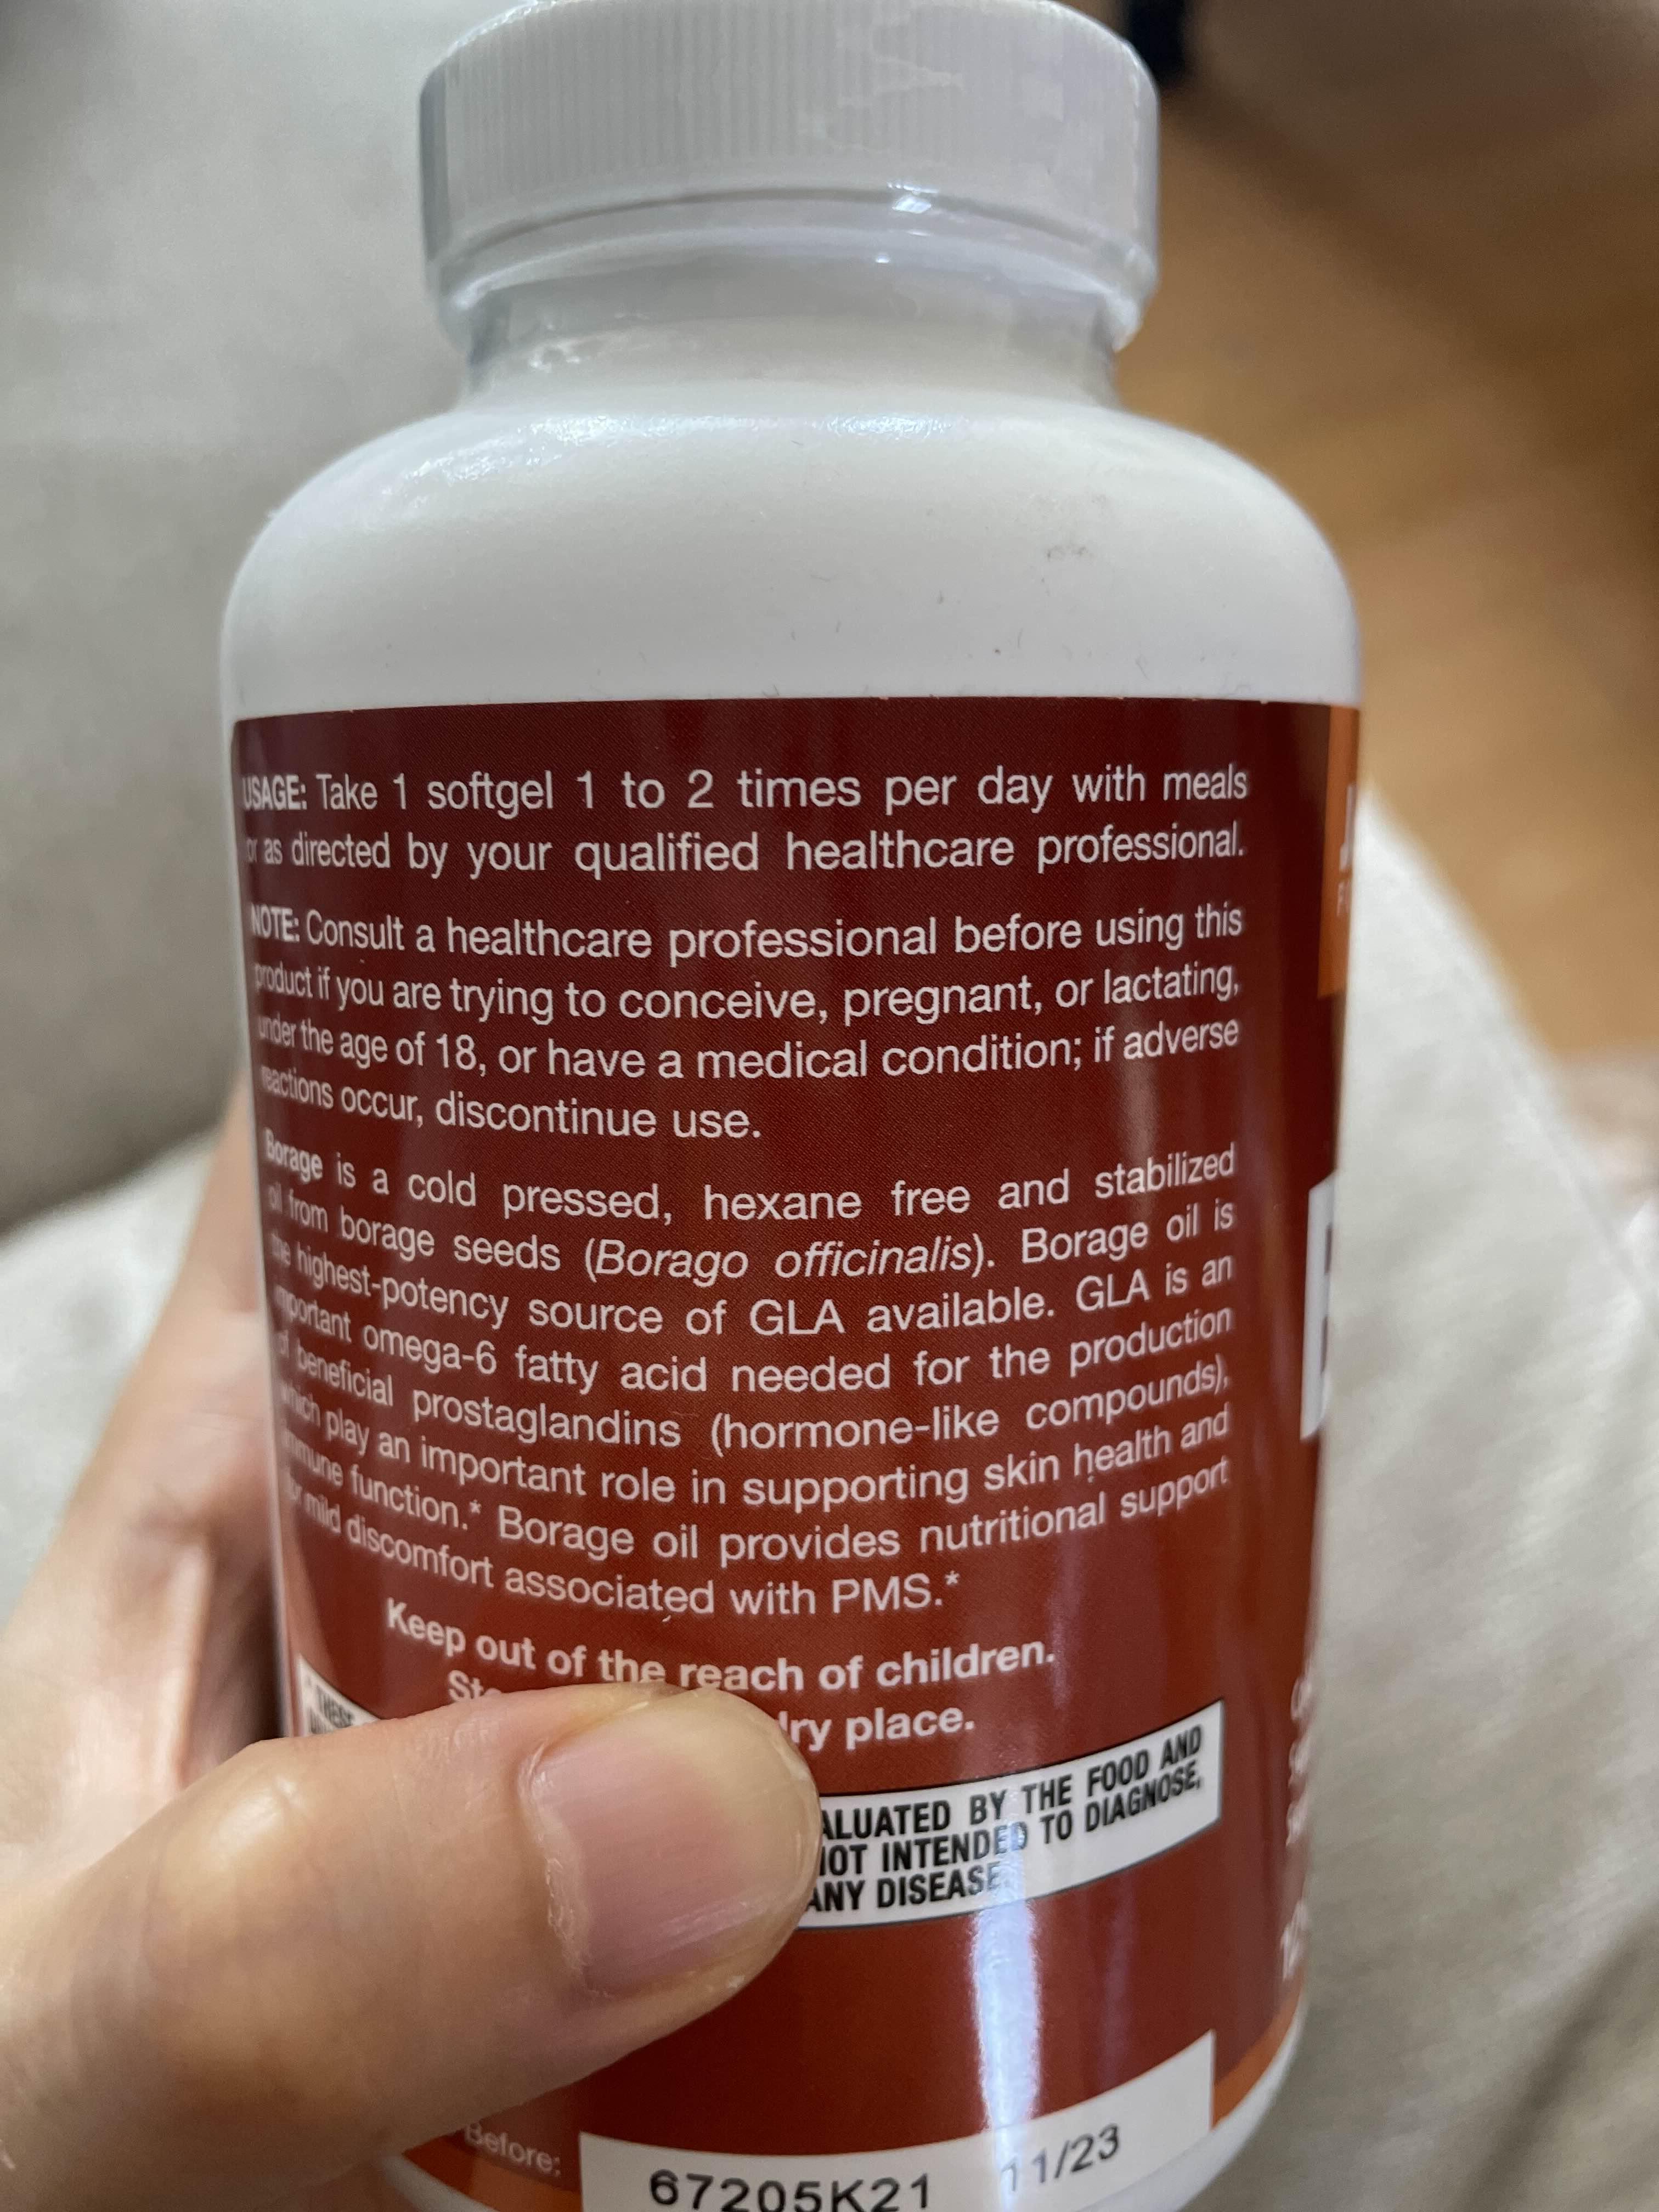 USAGE: Take 1 softgel 1 to 2 times per day with meals
or as directed by your qualified healthcare professional.
NOTE: Consult a healthcare professional before using this
product if you are trying to conceive, pregnant, or lactating,
under the age of 18, or have a medical condition; if adverse
reactions occur, discontinue use.
Borage is a cold pressed, hexane free and stabilized
oil from borage seeds (Borago officinalis). Borage oil is
the highest-potency source of GLA available. GLA is an
important omega-6 fatty acid needed for the production
of beneficial prostaglandins (hormone-like compounds),
which play an important role in supporting skin health and
immune function.* Borage oil provides nutritional support
for mild discomfort associated with PMS.*
Keep out of the reach of children.
place.
*THESE
BY THE FOOD AND
INTENDED TO DIAGNOSE,
ANY DISEASE.
Before:
67205K21 11/23